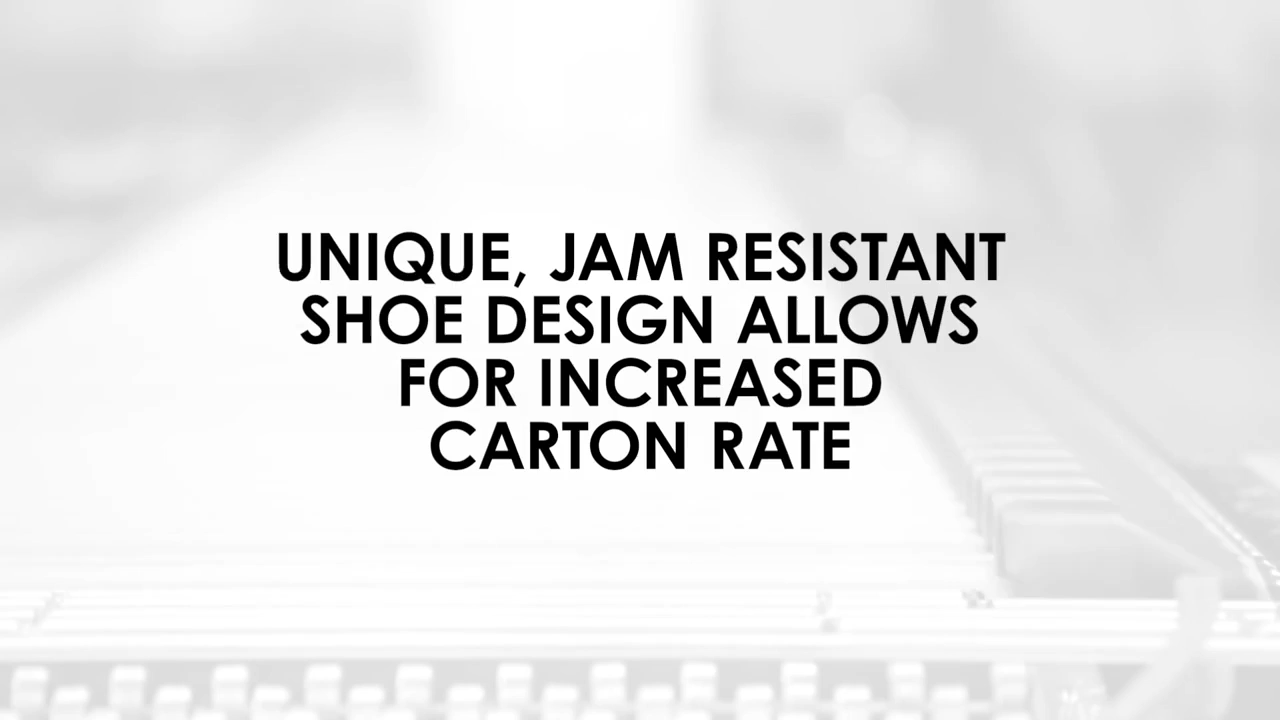 UNIQUE, JAM RESISTANT
SHOE DESIGN ALLOWS
FOR INCREASED
CARTON RATE